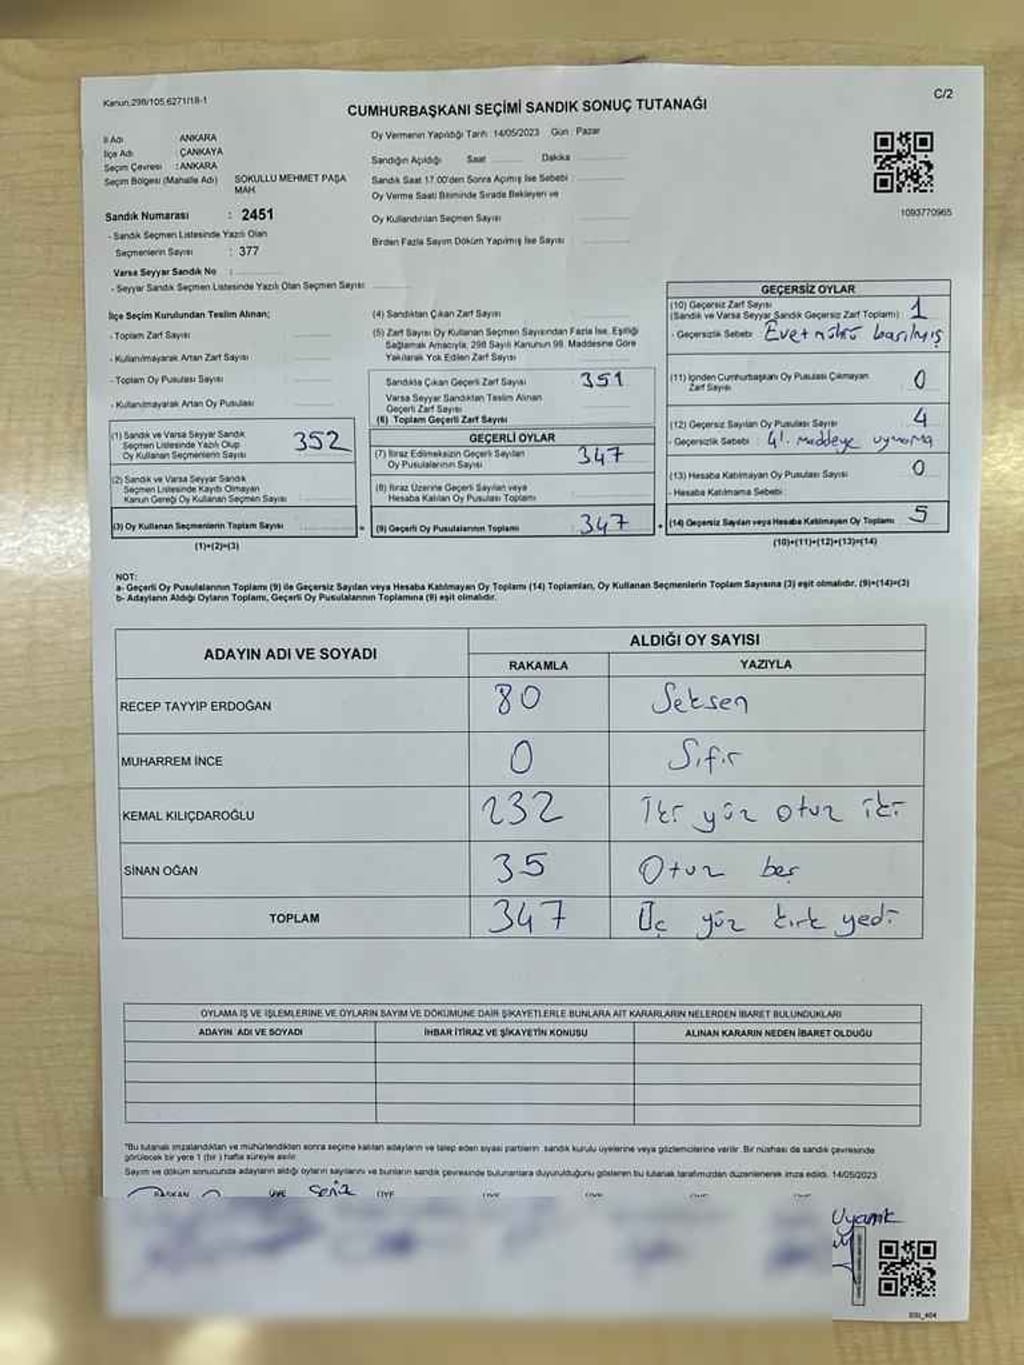 Kanun,298/105,6271/18-1
C/2
CUMHURBAŞKANI SEÇİMİ SANDIK SONUÇ TUTANAĞI
İl Adı : ANKARA
İlçe Adı : ÇANKAYA
Seçim Çevresi : ANKARA
Seçim Bölgesi (Mahalle Adı) SOKULLU MEHMET PAŞA MAH
Sandık Numarası : 2451
- Sandık Seçmen Listesinde Yazılı Olan
Seçmenlerin Sayısı : 377
Varsa Seyyar Sandık No :
- Seyyar Sandık Seçmen Listesinde Yazılı Olan Seçmen Sayısı
Oy Vermenin Yapıldığı Tarih : 14/05/2023 Gün : Pazar
Sandığın Açıldığı Saat Dakika
Sandık Saat 17.00'den Sonra Açılmış İse Sebebi :
Oy Verme Saati Bitiminde Sırada Bekleyen ve
Oy Kullandırılan Seçmen Sayısı
Birden Fazla Sayım Döküm Yapılmış İse Sayısı
1093770965
İlçe Seçim Kurulundan Teslim Alınan;
- Toplam Zarf Sayısı
- Kullanılmayarak Artan Zarf Sayısı
- Toplam Oy Pusulası Sayısı
- Kullanılmayarak Artan Oy Pusulası
(1) Sandık ve Varsa Seyyar Sandık
Seçmen Listesinde Yazılı Olup
Oy Kullanan Seçmenlerin Sayısı 352
(2) Sandık ve Varsa Seyyar Sandık
Seçmen Listesinde Kayıtlı Olmayan
Kanun Gereği Oy Kullanan Seçmen Sayısı
(3) Oy Kullanan Seçmenlerin Toplam Sayısı
(1)+(2)=(3)
(4) Sandıktan Çıkan Zarf Sayısı
(5) Zarf Sayısı Oy Kullanan Seçmen Sayısından Fazla İse, Eşitliği
Sağlamak Amacıyla, 298 Sayılı Kanunun 98. Maddesine Göre
Yakılarak Yok Edilen Zarf Sayısı
Sandıkta Çıkan Geçerli Zarf Sayısı 351
Varsa Seyyar Sandıktan Teslim Alınan
Geçerli Zarf Sayısı
(6) Toplam Geçerli Zarf Sayısı
GEÇERLİ OYLAR
(7) İtiraz Edilmeksizin Geçerli Sayılan
Oy Pusulalarının Sayısı 347
(8) İtiraz Üzerine Geçerli Sayılan veya
Hesaba Katılan Oy Pusulası Toplamı
(9) Geçerli Oy Pusulalarının Toplamı 347
GEÇERSİZ OYLAR
(10) Geçersiz Zarf Sayısı
(Sandık ve Varsa Seyyar Sandık Geçersiz Zarf Toplamı) : 1
- Geçersizlik Sebebi : Evet mührü basılmış
(11) İçinden Cumhurbaşkanı Oy Pusulası Çıkmayan
Zarf Sayısı 0
(12) Geçersiz Sayılan Oy Pusulası Sayısı 4
- Geçersizlik Sebebi : 41. Maddeye uymama
(13) Hesaba Katılmayan Oy Pusulası Sayısı 0
- Hesaba Katılmama Sebebi :
(14) Geçersiz Sayılan veya Hesaba Katılmayan Oy Toplamı 5
(10)+(11)+(12)+(13)=(14)
NOT:
a- Geçerli Oy Pusulalarının Toplamı (9) ile Geçersiz Sayılan veya Hesaba Katılmayan Oy Toplamı (14) Toplamları, Oy Kullanan Seçmenlerin Toplam Sayısına (3) eşit olmalıdır. (9)+(14)=(3)
b- Adayların Aldığı Oyların Toplamı, Geçerli Oy Pusulalarının Toplamına (9) eşit olmalıdır.
ADAYIN ADI VE SOYADI ALDIĞI OY SAYISI
RAKAMLA YAZIYLA
RECEP TAYYİP ERDOĞAN 80 Seksen
MUHARREM İNCE 0 Sıfır
KEMAL KILIÇDAROĞLU 232 İki yüz otuz iki
SİNAN OĞAN 35 Otuz beş
TOPLAM 347 Üç yüz kırk yedi
OYLAMA İŞ VE İŞLEMLERİNE VE OYLARIN SAYIM VE DÖKÜMÜNE DAİR ŞİKAYETLERLE BUNLARA AİT KARARLARIN NELERDEN İBARET BULUNDUKLARI
ADAYIN ADI VE SOYADI İHBAR İTİRAZ VE ŞİKAYETİN KONUSU ALINAN KARARIN NEDEN İBARET OLDUĞU
"Bu tutanak imzalandıktan ve mühürlendikten sonra seçime katılan adayların ve talep eden siyasi partilerin sandık kurulu üyelerine veya gözlemcilerine verilir. Bir nüshası da sandık çevresinde
görülecek bir yere 1 (bir) hafta süreyle asılır.
Sayım ve döküm sonucunda adayların aldığı oyların sayılarını ve bunların sandık çevresinde bulunanlara duyurulduğunu gösteren bu tutanak tarafımızdan düzenlenerek imza edildi. 14/05/2023
BAŞKAN ÜYE ÜYE ÜYE
Uyanık